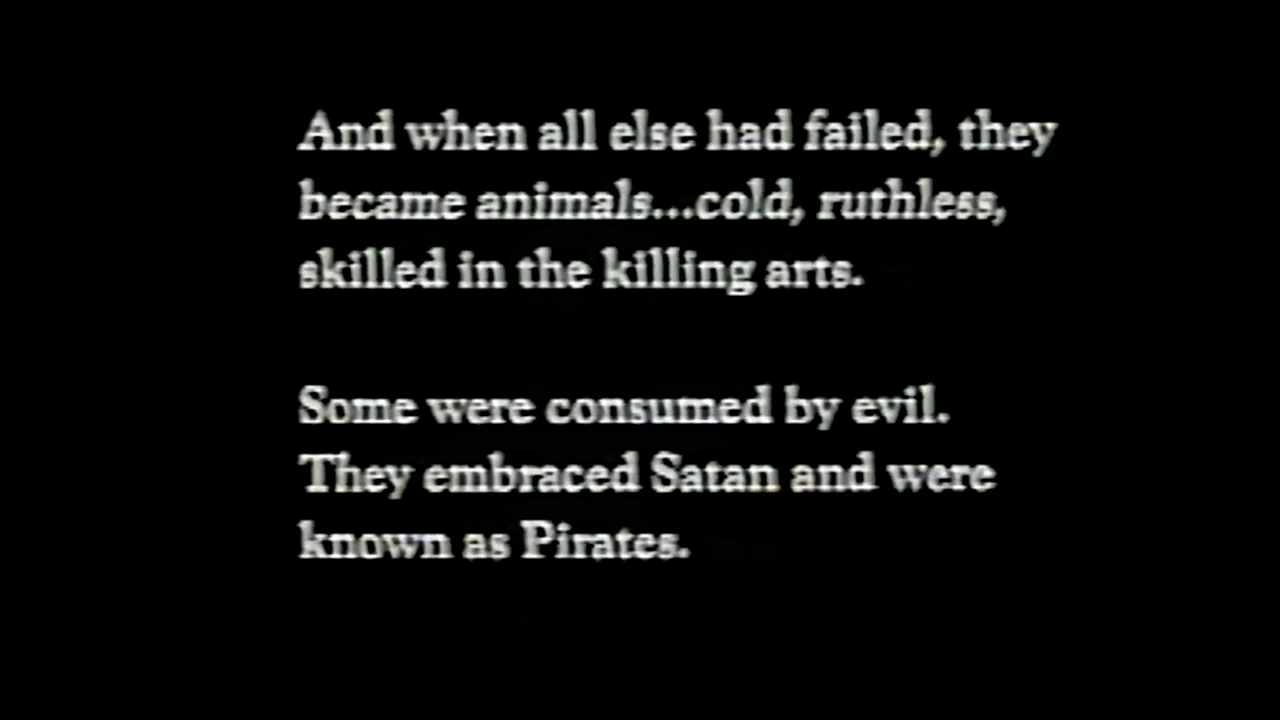 And when all else had failed, they
became animals...cold, ruthless,
skilled in the killing arts.
Some were consumed by evil.
They embraced Satan and were
known as Pirates.